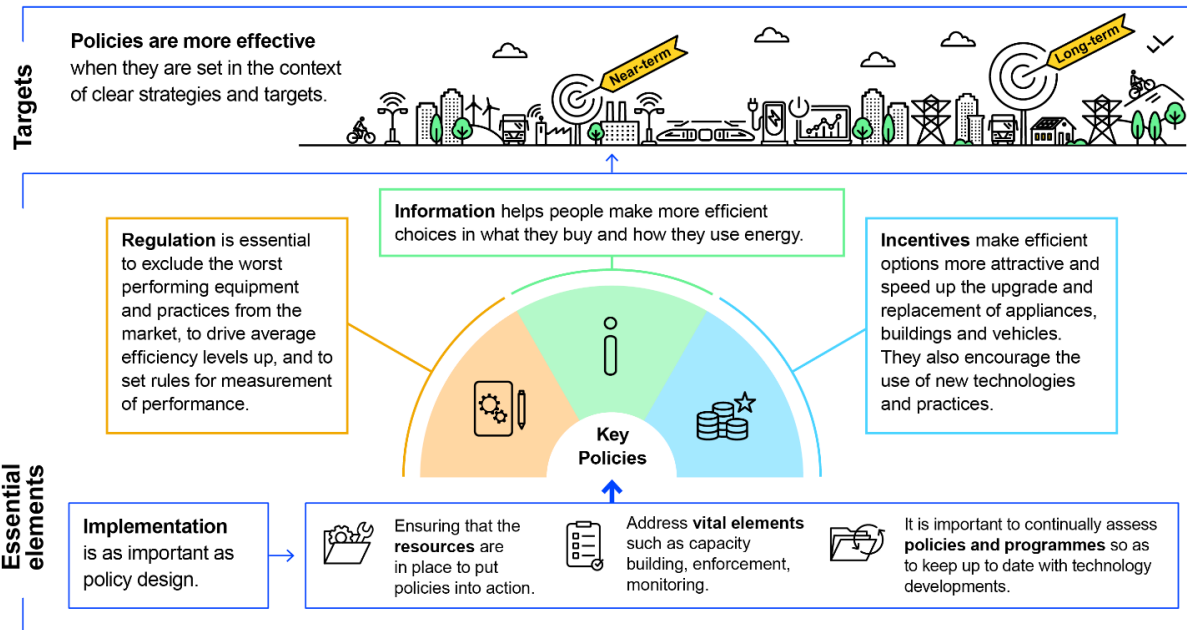 Targets
Policies are more effective
when they are set in the context
of clear strategies and targets.
Near-term
Long-term
Essential
elements
Regulation is essential
to exclude the worst
performing equipment
and practices from the
market, to drive average
efficiency levels up, and to
set rules for measurement
of performance.
Information helps people make more efficient
choices in what they buy and how they use energy.
Incentives make efficient
options more attractive and
speed up the upgrade and
replacement of appliances,
buildings and vehicles.
They also encourage the
use of new technologies
and practices.
Key
Policies
Implementation
is as important as
policy design.
Ensuring that the
resources are
in place to put
policies into action.
Address vital elements
such as capacity
building, enforcement,
monitoring.
It is important to continually assess
policies and programmes so as
to keep up to date with technology
developments.